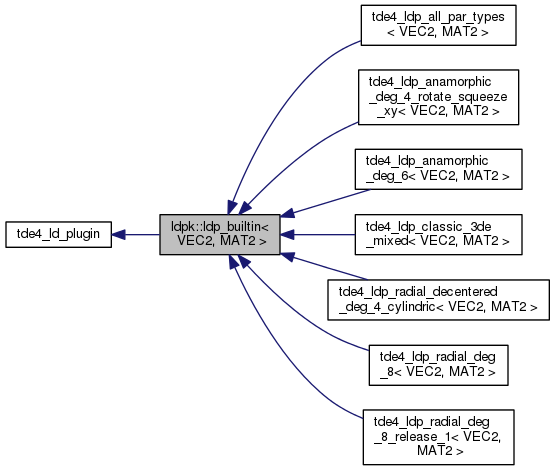 tde4_ldp_all_par_types
< VEC2, MAT2 >
tde4_ldp_anamorphic
_deg_4_rotate_squeeze
_xy< VEC2, MAT2 >
tde4_ldp_anamorphic
_deg_6< VEC2, MAT2 >
tde4_ld_plugin
ldpk::ldp_builtin<
VEC2, MAT2 >
tde4_ldp_classic_3de
_mixed< VEC2, MAT2 >
tde4_ldp_radial_decentered
_deg_4_cylindric< VEC2, MAT2 >
tde4_ldp_radial_deg
_8< VEC2, MAT2 >
tde4_ldp_radial_deg
_8_release_1< VEC2,
MAT2 >